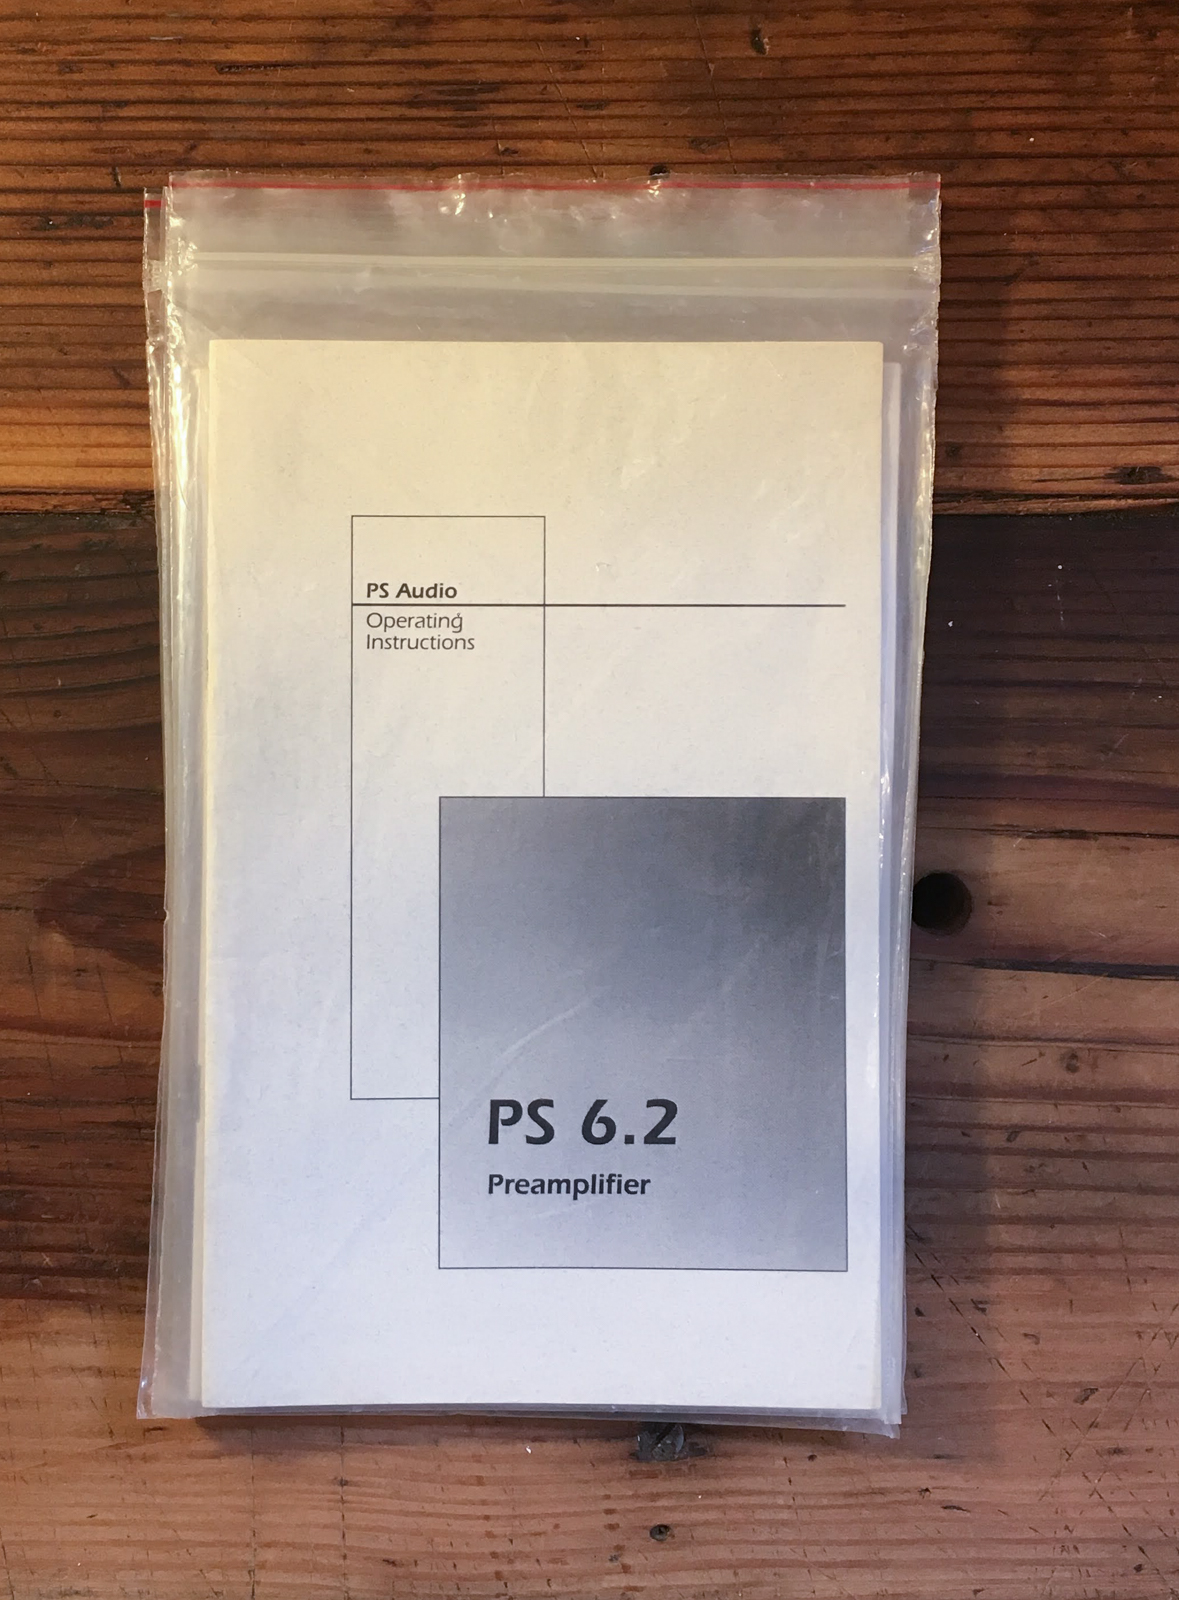 PS Audio
Operating
Instructions
PS 6.2
Preamplifier